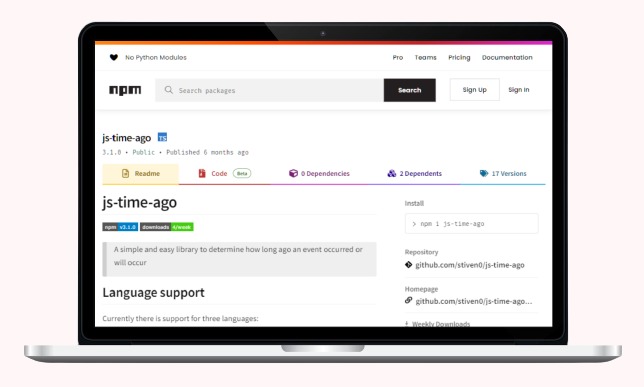 No Python Modules
Pro Teams Pricing Documentation
npm Search packages Search Sign Up Sign In
js-time-ago TS
3.1.0 • Public • Published 6 months ago
Readme Code Beta 0 Dependencies 2 Dependents 17 Versions
js-time-ago
npm v3.1.0 downloads 4/week
A simple and easy library to determine how long ago an event occurred or
will occur
Language support
Currently there is support for three languages:
Install
> npm i js-time-ago
Repository
github.com/stiven0/js-time-ago
Homepage
github.com/stiven0/js-time-ago...
Weekly Downloads